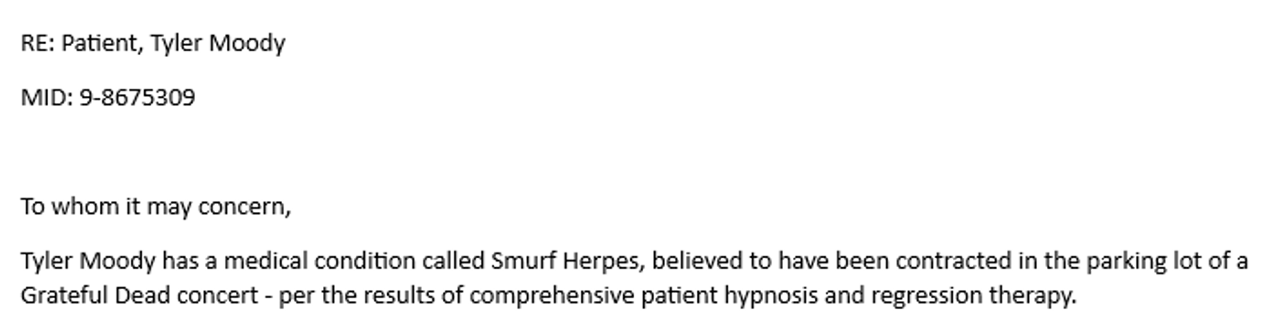 RE: Patient, Tyler Moody
MID: 9-8675309
To whom it may concern,
Tyler Moody has a medical condition called Smurf Herpes, believed to have been contracted in the parking lot of a
Grateful Dead concert - per the results of comprehensive patient hypnosis and regression therapy.